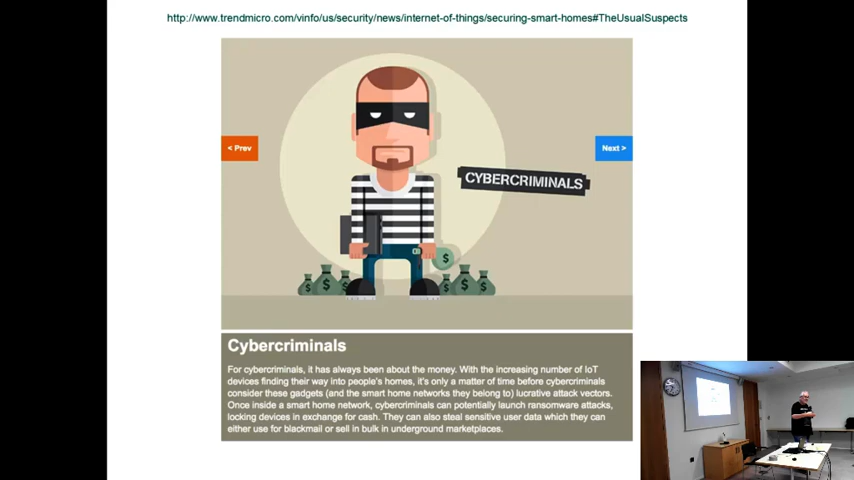 http://www.trendmicro.com/vinfo/us/security/news/internet-of-things/securing-smart-homes#TheUsualSuspects
< Prev
Next >
CYBERCRIMINALS
$
$
$
$
$
$
$
Cybercriminals
For cybercriminals, it has always been about the money. With the increasing number of IoT
devices finding their way into people's homes, it's only a matter of time before cybercriminals
consider these gadgets (and the smart home networks they belong to) lucrative attack vectors.
Once inside a smart home network, cybercriminals can potentially launch ransomware attacks,
locking devices in exchange for cash. They can also steal sensitive user data which they can
either use for blackmail or sell in bulk in underground marketplaces.